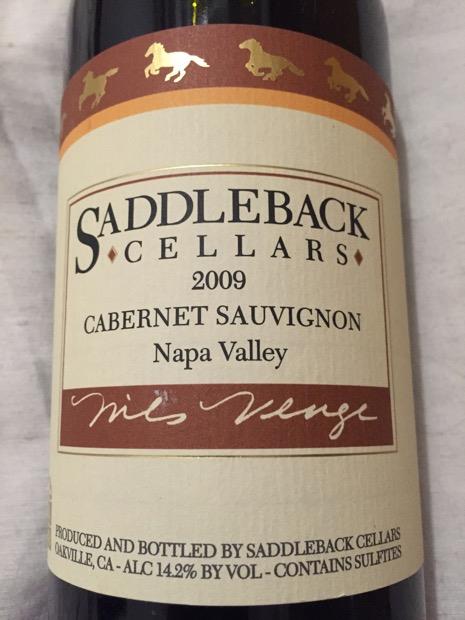 SADDLEBACK
CELLARS
2009
CABERNET SAUVIGNON
Napa Valley
Nils Venge
PRODUCED AND BOTTLED BY SADDLEBACK CELLARS
OAKVILLE, CA - ALC 14.2% BY VOL - CONTAINS SULFITES